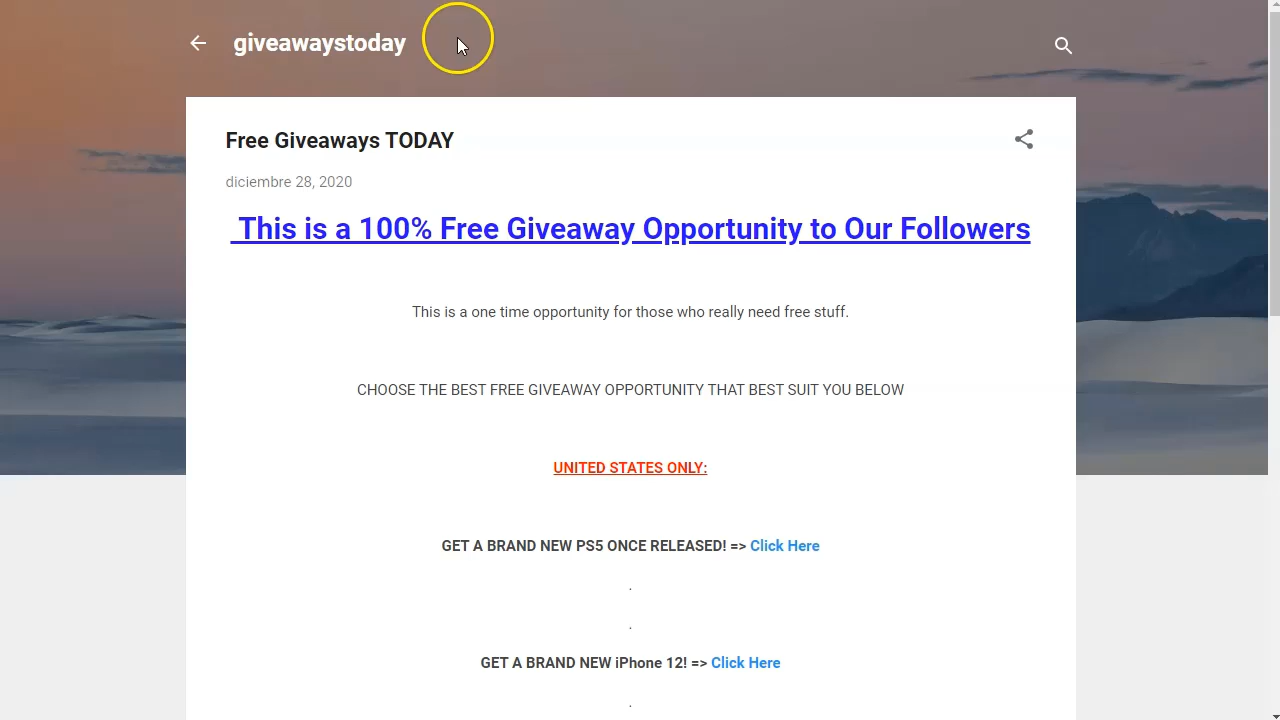 giveawaystoday
Free Giveaways TODAY
diciembre 28, 2020
This is a 100% Free Giveaway Opportunity to Our Followers
This is a one time opportunity for those who really need free stuff.
CHOOSE THE BEST FREE GIVEAWAY OPPORTUNITY THAT BEST SUIT YOU BELOW
UNITED STATES ONLY:
GET A BRAND NEW PS5 ONCE RELEASED! => Click Here
.
.
GET A BRAND NEW iPhone 12! => Click Here
.